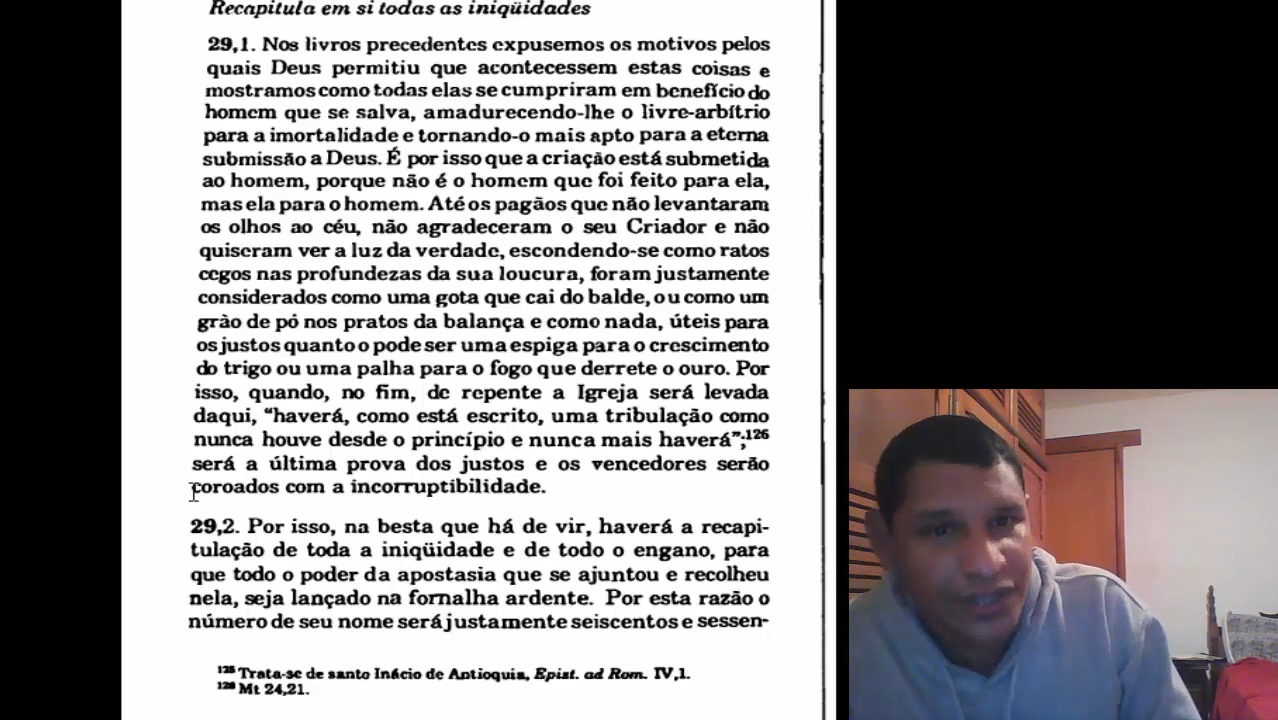 Recapitula em si todas as iniqüidades
29,1. Nos livros precedentes expusemos os motivos pelos
quais Deus permitiu que acontecessem estas coisas e
mostramos como todas elas se cumpriram em benefício do
homem que se salva, amadurecendo-lhe o livre-arbítrio
para a imortalidade e tornando-o mais apto para a eterna
submissão a Deus. É por isso que a criação está submetida
ao homem, porque não é o homem que foi feito para ela,
mas ela para o homem. Até os pagãos que não levantaram
os olhos ao céu, não agradeceram o seu Criador e não
quiseram ver a luz da verdade, escondendo-se como ratos
cegos nas profundezas da sua loucura, foram justamente
considerados como uma gota que cai do balde, ou como um
grão de pó nos pratos da balança e como nada, úteis para
os justos quanto o pode ser uma espiga para o crescimento
do trigo ou uma palha para o fogo que derrete o ouro. Por
isso, quando, no fim, de repente a Igreja será levada
daqui, “haverá, como está escrito, uma tribulação como
nunca houve desde o princípio e nunca mais haverá”;126
será a última prova dos justos e os vencedores serão
coroados com a incorruptibilidade.
29,2. Por isso, na besta que há de vir, haverá a recapi-
tulação de toda a iniqüidade e de todo o engano, para
que todo o poder da apostasia que se ajuntou e recolheu
nela, seja lançado na fornalha ardente. Por esta razão o
número de seu nome será justamente seiscentos e sessen-
125 Trata-se de santo Inácio de Antioquia, Epist. ad Rom. IV,1.
126 Mt 24,21.